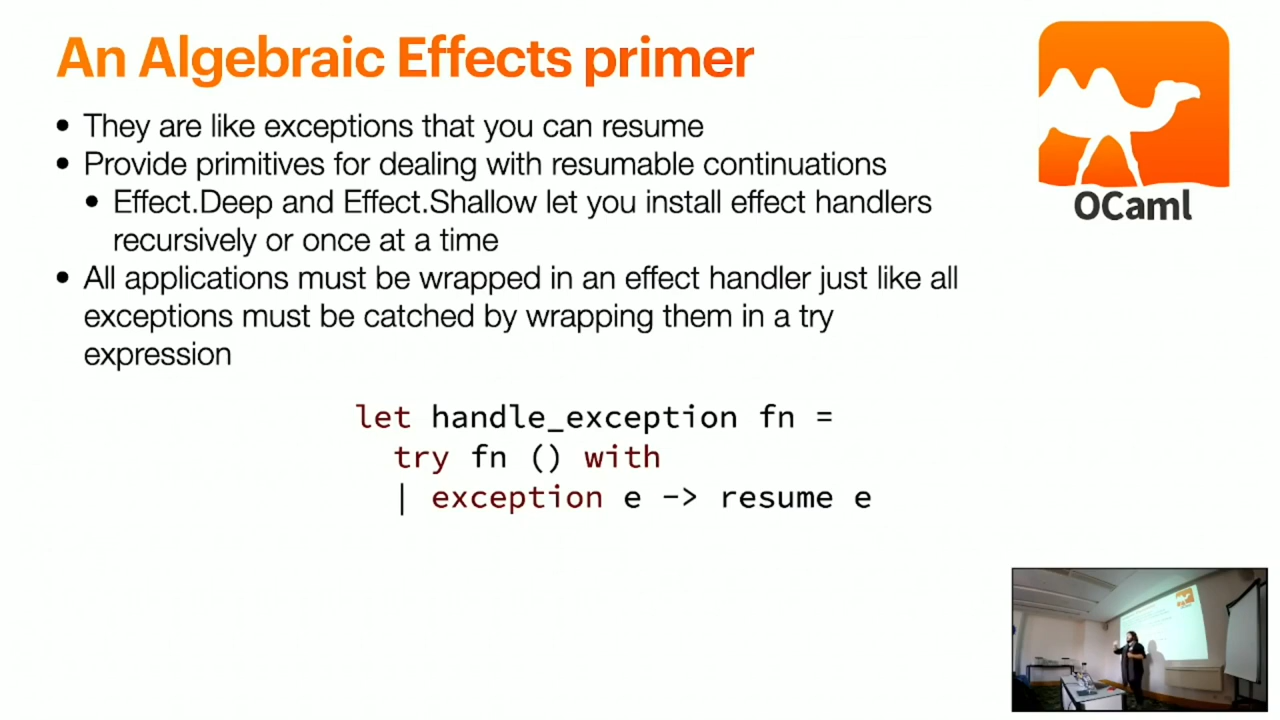 An Algebraic Effects primer
• They are like exceptions that you can resume
• Provide primitives for dealing with resumable continuations
• Effect.Deep and Effect.Shallow let you install effect handlers
recursively or once at a time
• All applications must be wrapped in an effect handler just like all
exceptions must be catched by wrapping them in a try
expression
let handle_exception fn =
try fn () with
| exception e -> resume e
OCaml